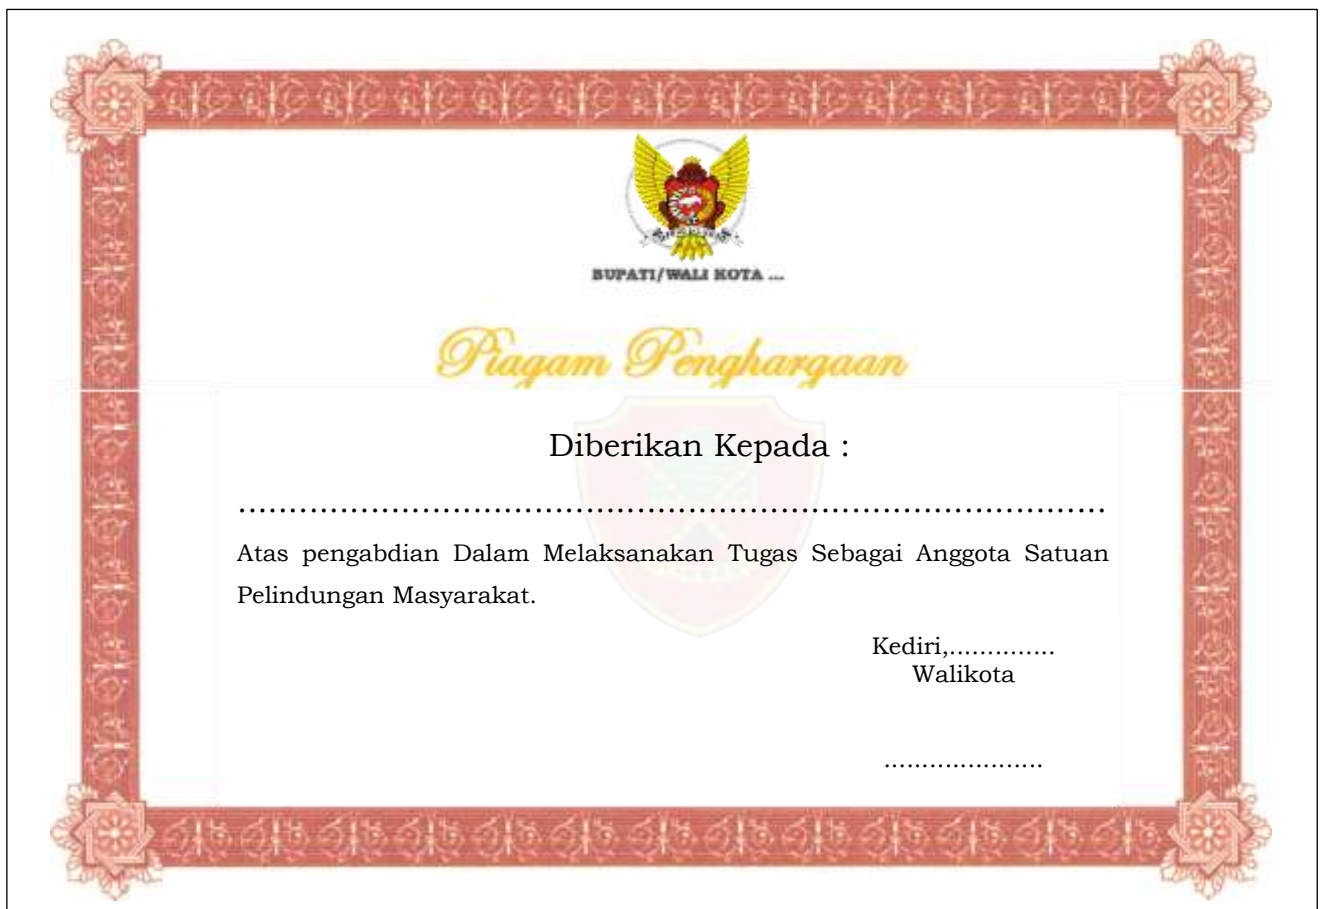 BUPATI/WALI KOTA ...
Piagam Penghargaan
Diberikan Kepada :
.....................................................................................
Atas pengabdian Dalam Melaksanakan Tugas Sebagai Anggota Satuan
Pelindungan Masyarakat.
Kediri,..............
Walikota
.....................